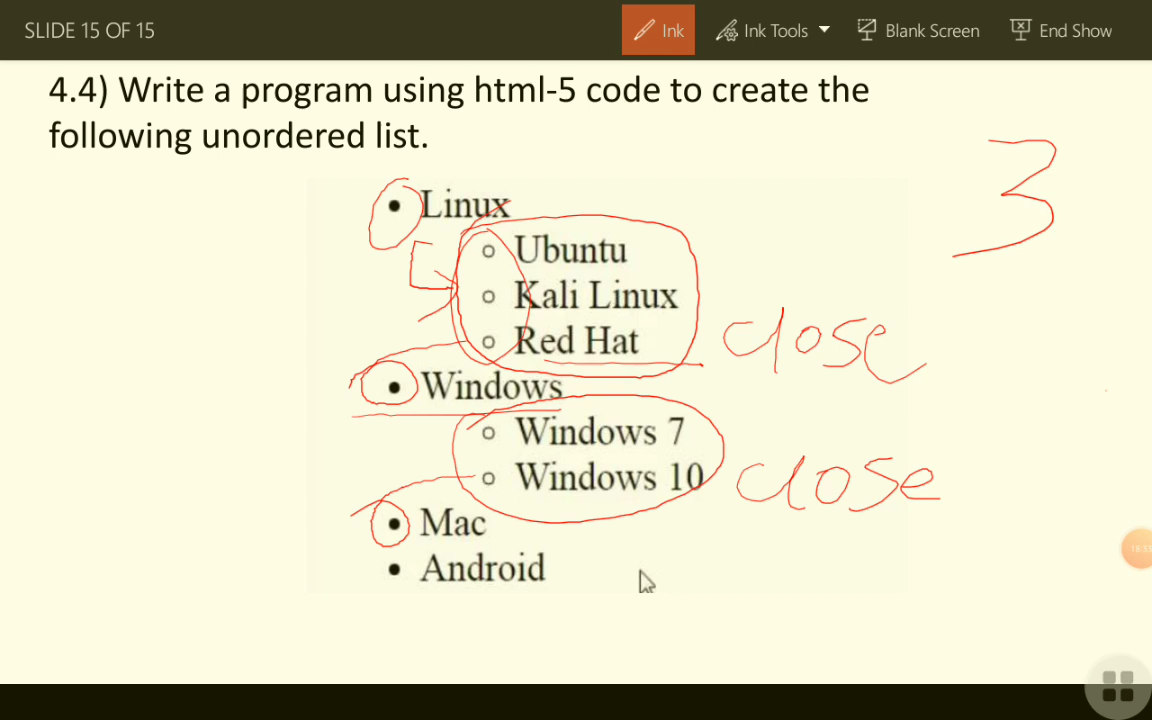 SLIDE 15 OF 15
Ink
Ink Tools
Blank Screen
End Show
4.4) Write a program using html-5 code to create the
following unordered list.
3
• Linux
○ Ubuntu
○ Kali Linux
○ Red Hat
close
• Windows
○ Windows 7
○ Windows 10
close
• Mac
• Android